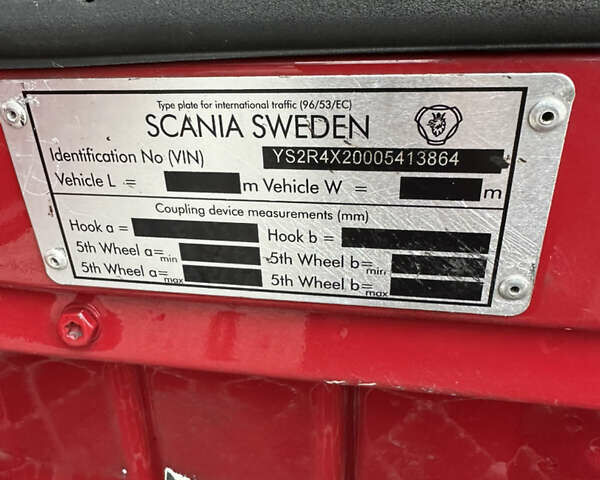 Type plate for international traffic (96/53/EC)
SCANIA SWEDEN
Identification No (VIN) YS2R4X20005413864
Vehicle L = m Vehicle W = m
Coupling device measurements (mm)
Hook a = Hook b =
5th Wheel a= min 5th Wheel b= min
5th Wheel a= max 5th Wheel b= max